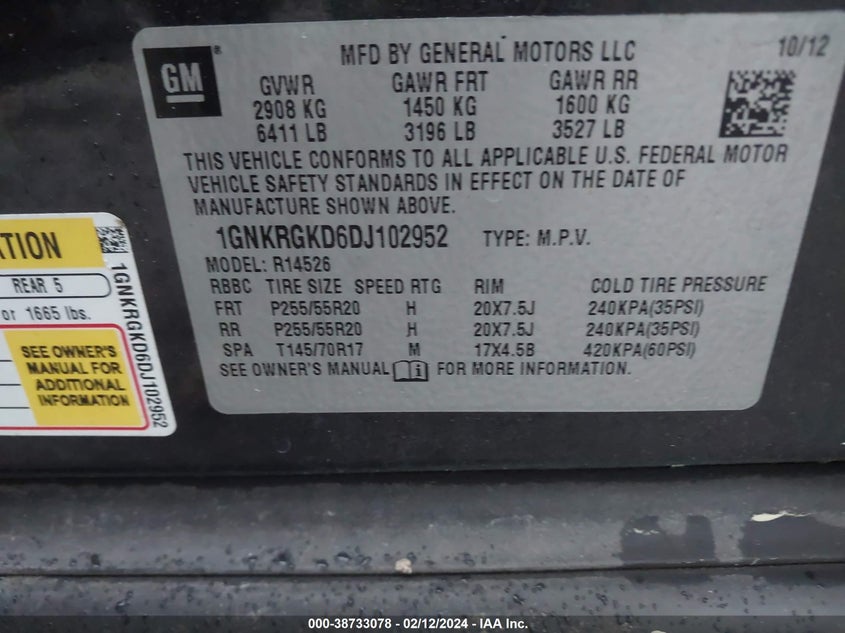 GM®
MFD BY GENERAL MOTORS LLC 10/12
GVWR GAWR FRT GAWR RR
2908 KG 1450 KG 1600 KG
6411 LB 3196 LB 3527 LB
THIS VEHICLE CONFORMS TO ALL APPLICABLE U.S. FEDERAL MOTOR
VEHICLE SAFETY STANDARDS IN EFFECT ON THE DATE OF
MANUFACTURE SHOWN ABOVE.
1GNKRGKD6DJ102952 TYPE: M.P.V.
MODEL: R14526
RBBC TIRE SIZE SPEED RTG RIM COLD TIRE PRESSURE
FRT P255/55R20 H 20X7.5J 240KPA(35PSI)
RR P255/55R20 H 20X7.5J 240KPA(35PSI)
SPA T145/70R17 M 17X4.5B 420KPA(60PSI)
SEE OWNER'S MANUAL FOR MORE INFORMATION.
REAR 5
or 1665 lbs.
SEE OWNER'S
MANUAL FOR
ADDITIONAL
INFORMATION
1GNKRGKD6DJ102952
000-38733078 - 02/12/2024 - IAA Inc.